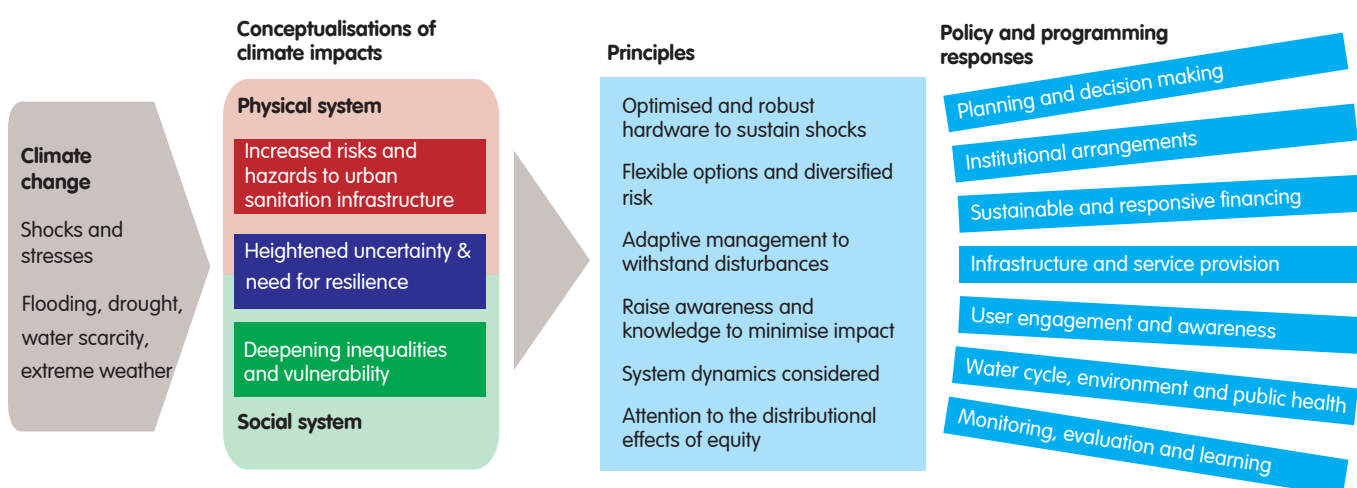 Climate
change
Shocks and
stresses
Flooding, drought,
water scarcity,
extreme weather
Conceptualisations of
climate impacts
Physical system
Increased risks and
hazards to urban
sanitation infrastructure
Heightened uncertainty &
need for resilience
Deepening inequalities
and vulnerability
Social system
Principles
Optimised and robust
hardware to sustain shocks
Flexible options and diversified
risk
Adaptive management to
withstand disturbances
Raise awareness and
knowledge to minimise impact
System dynamics considered
Attention to the distributional
effects of equity
Policy and programming
responses
Planning and decision making
Institutional arrangements
Sustainable and responsive financing
Infrastructure and service provision
User engagement and awareness
Water cycle, environment and public health
Monitoring, evaluation and learning